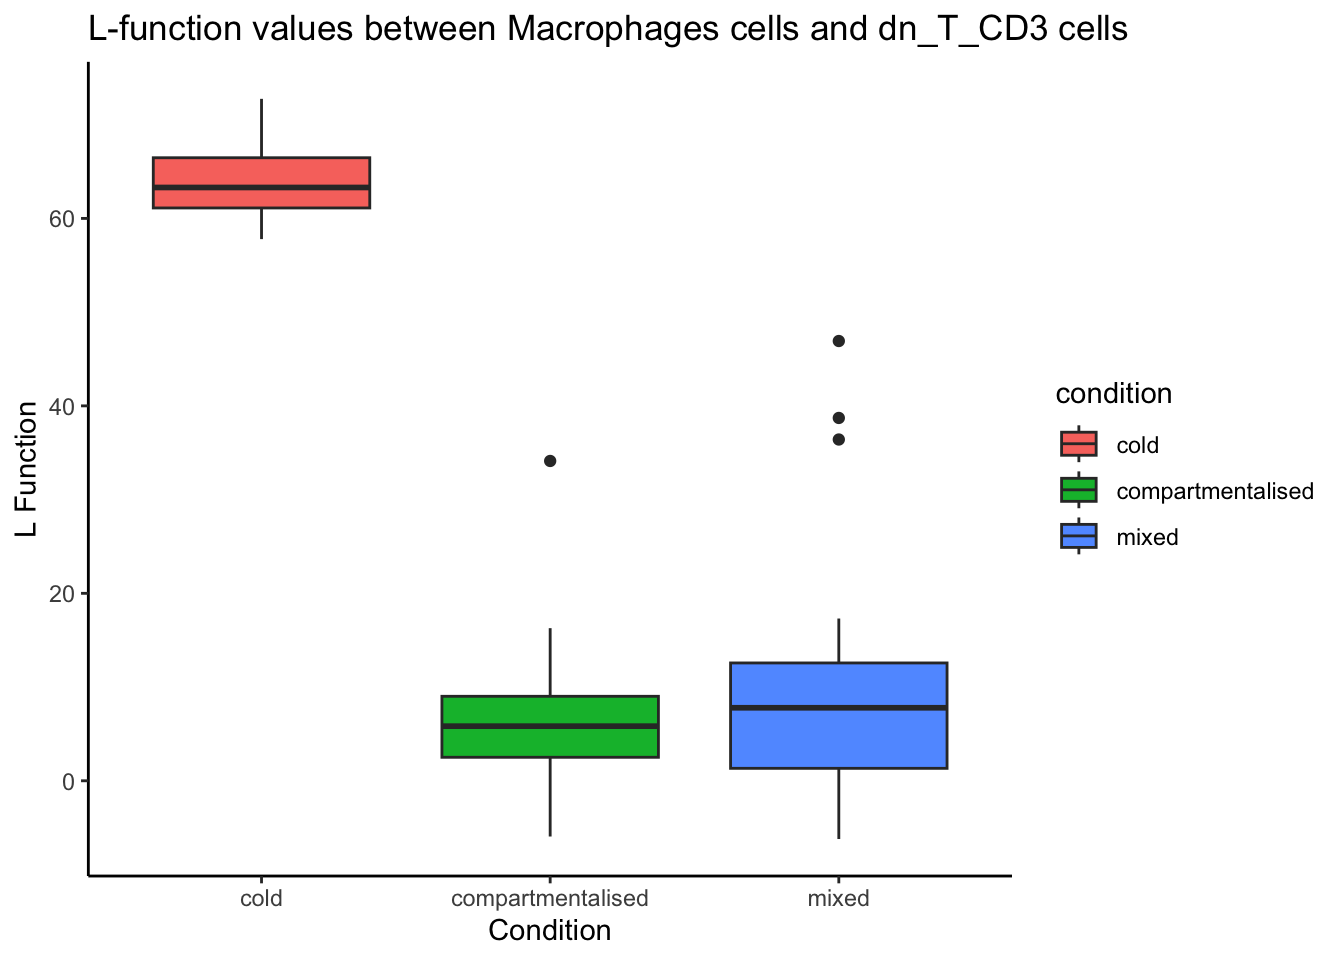 L-function values between Macrophages cells and dn_T_CD3 cells
60
40
20
0
L Function
cold
compartmentalised
mixed
Condition
condition
cold
compartmentalised
mixed